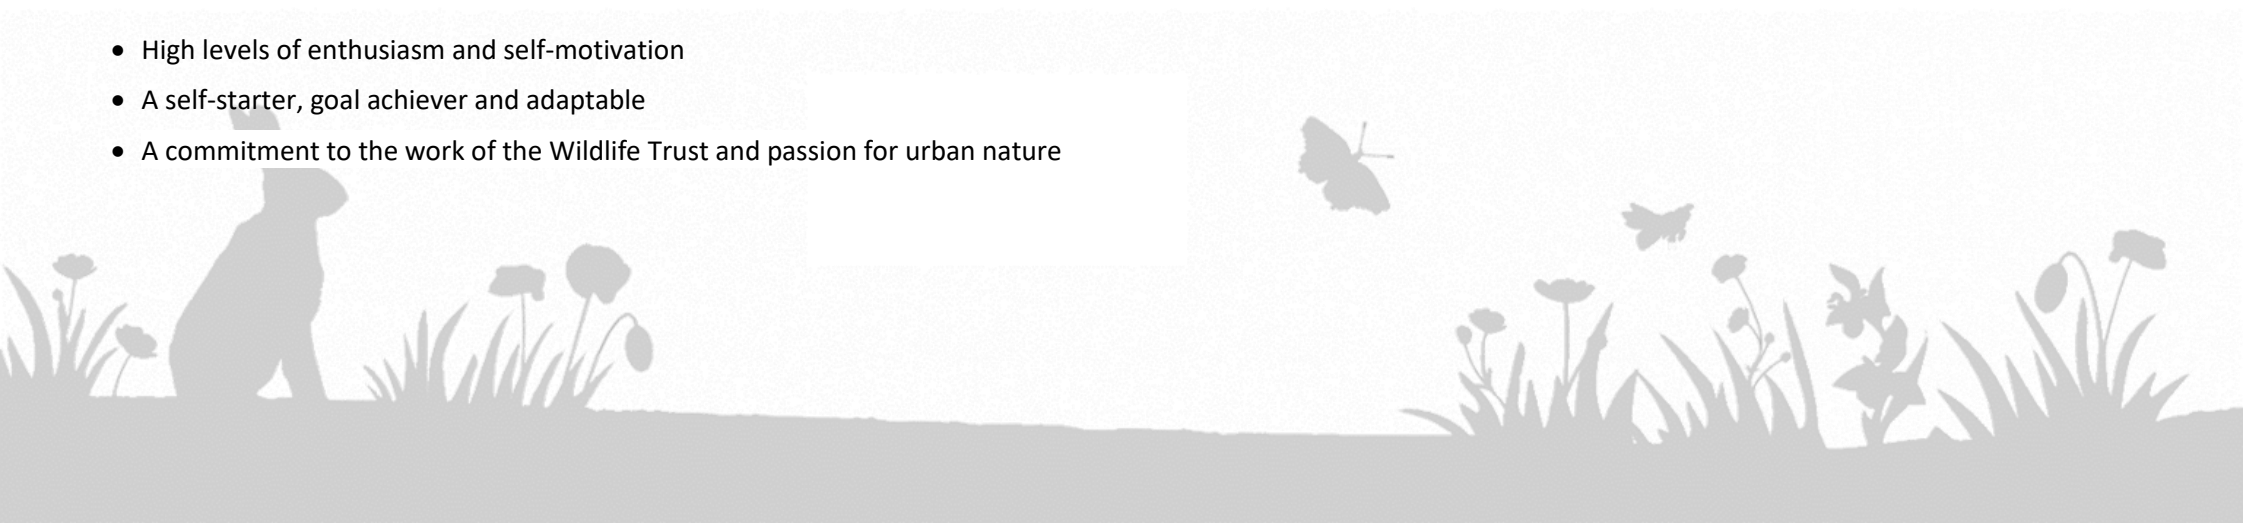 • High levels of enthusiasm and self-motivation
• A self-starter, goal achiever and adaptable
• A commitment to the work of the Wildlife Trust and passion for urban nature